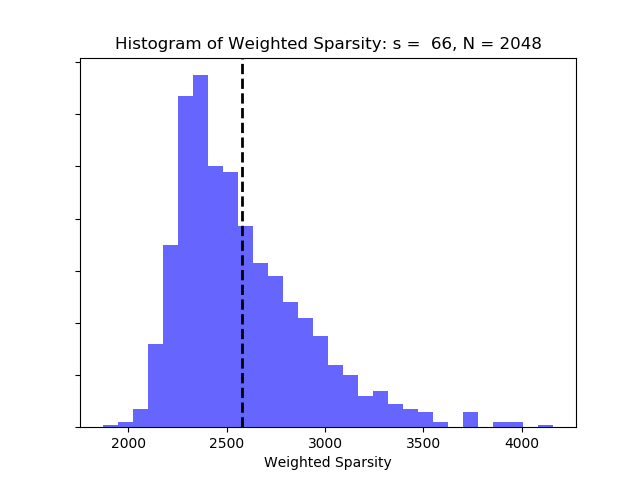 Histogram of Weighted Sparsity: s =  66, N = 2048
2000 2500 3000 3500 4000
Weighted Sparsity